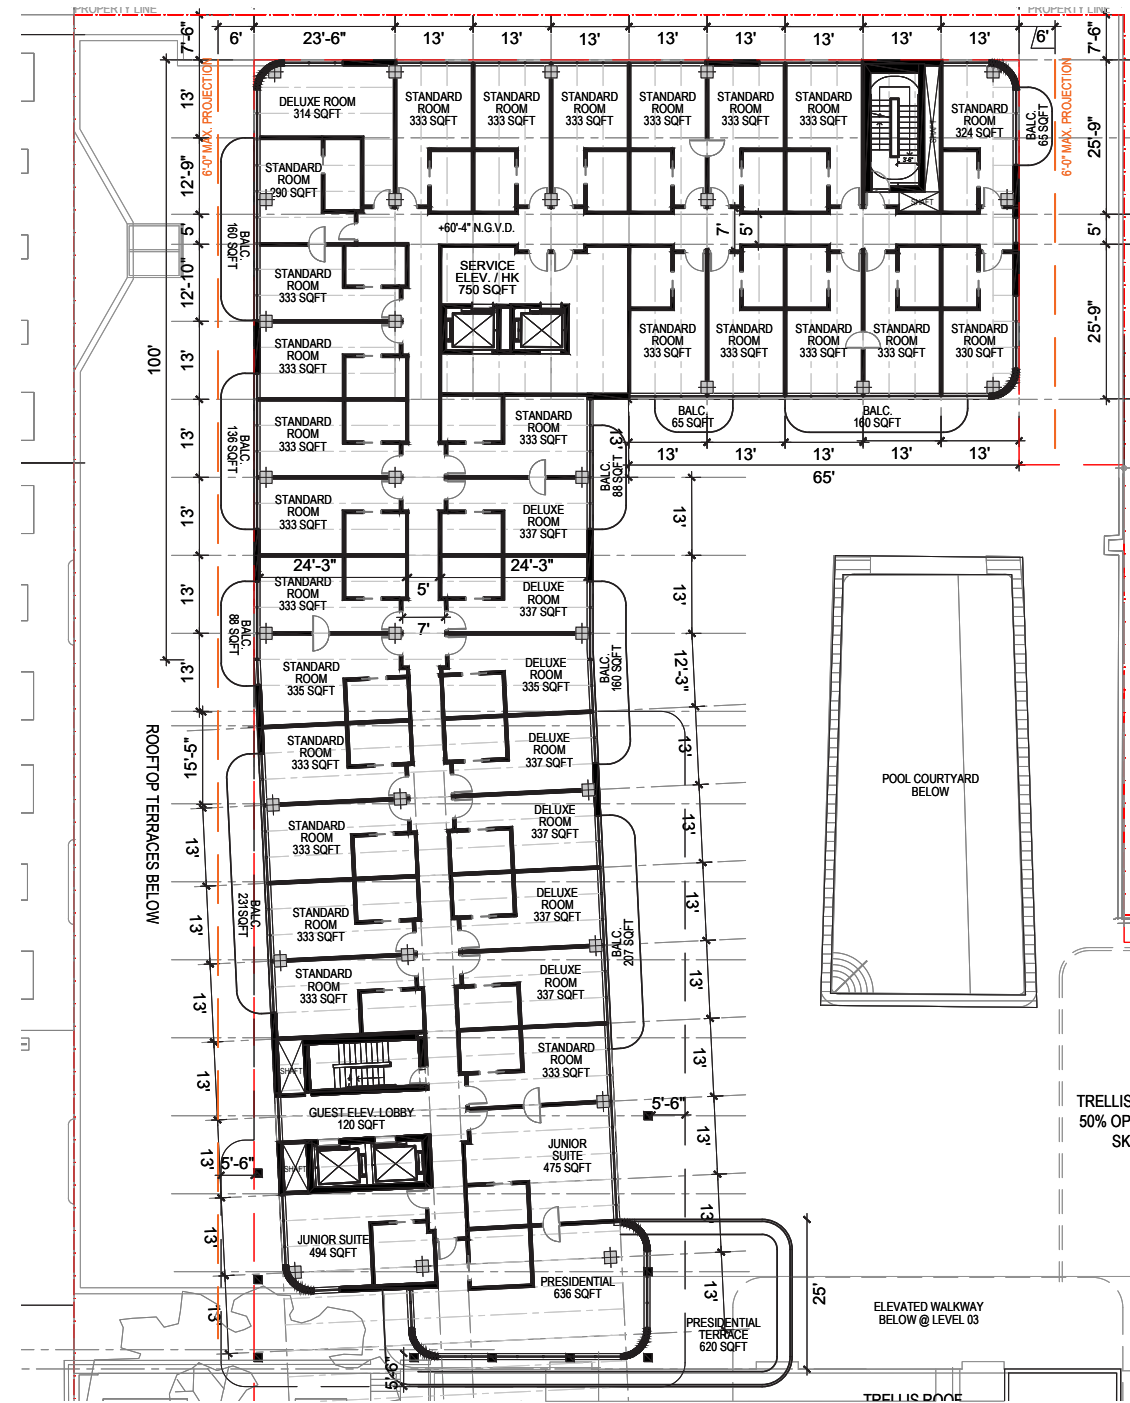 PROPERTY LINE
PROPERTY LINE
7'-6"
6'
23'-6"
13'
13'
13'
13'
13'
13'
13'
13'
6'
7'-6"
6'-0" MAX. PROJECTION
6'-0" MAX. PROJECTION
13'
12'-9"
5'
12'-10"
13'
13'
13'
13'
13'
15'-5"
13'
13'
13'
13'
13'
13'
13'
100'
25'-9"
5'
25'-9"
DELUXE ROOM
314 SQFT
STANDARD
ROOM
333 SQFT
STANDARD
ROOM
333 SQFT
STANDARD
ROOM
333 SQFT
STANDARD
ROOM
333 SQFT
STANDARD
ROOM
333 SQFT
STANDARD
ROOM
333 SQFT
STANDARD
ROOM
324 SQFT
BALC.
65 SQFT
SHAFT
SHAFT
STANDARD
ROOM
290 SQFT
BALC.
160 SQFT
+60'-4" N.G.V.D.
7'
5'
SERVICE
ELEV. / HK
750 SQFT
STANDARD
ROOM
333 SQFT
STANDARD
ROOM
333 SQFT
STANDARD
ROOM
333 SQFT
STANDARD
ROOM
333 SQFT
STANDARD
ROOM
333 SQFT
STANDARD
ROOM
333 SQFT
STANDARD
ROOM
330 SQFT
BALC.
65 SQFT
BALC.
160 SQFT
13'
13'
13'
13'
13'
65'
STANDARD
ROOM
333 SQFT
STANDARD
ROOM
333 SQFT
BALC.
136 SQFT
13'
BALC.
88 SQFT
STANDARD
ROOM
333 SQFT
DELUXE
ROOM
337 SQFT
13'
24'-3"
5'
24'-3"
STANDARD
ROOM
333 SQFT
DELUXE
ROOM
337 SQFT
13'
7'
BALC.
88 SQFT
STANDARD
ROOM
335 SQFT
DELUXE
ROOM
335 SQFT
BALC.
160 SQFT
12'-3"
STANDARD
ROOM
333 SQFT
DELUXE
ROOM
337 SQFT
13'
ROOFTOP TERRACES BELOW
POOL COURTYARD
BELOW
STANDARD
ROOM
333 SQFT
DELUXE
ROOM
337 SQFT
13'
BALC.
231SQFT
STANDARD
ROOM
333 SQFT
DELUXE
ROOM
337 SQFT
13'
BALC.
207 SQFT
STANDARD
ROOM
333 SQFT
DELUXE
ROOM
337 SQFT
13'
STANDARD
ROOM
333 SQFT
13'
SHAFT
GUEST ELEV. LOBBY
120 SQFT
5'-6"
TRELLIS
50% OP
SK
13'
JUNIOR
SUITE
475 SQFT
SHAFT
5'-6"
13'
JUNIOR SUITE
494 SQFT
PRESIDENTIAL
636 SQFT
13'
PRESIDENTIAL
TERRACE
620 SQFT
25'
ELEVATED WALKWAY
BELOW @ LEVEL 03
5'-6"
TRELLIS ROOF